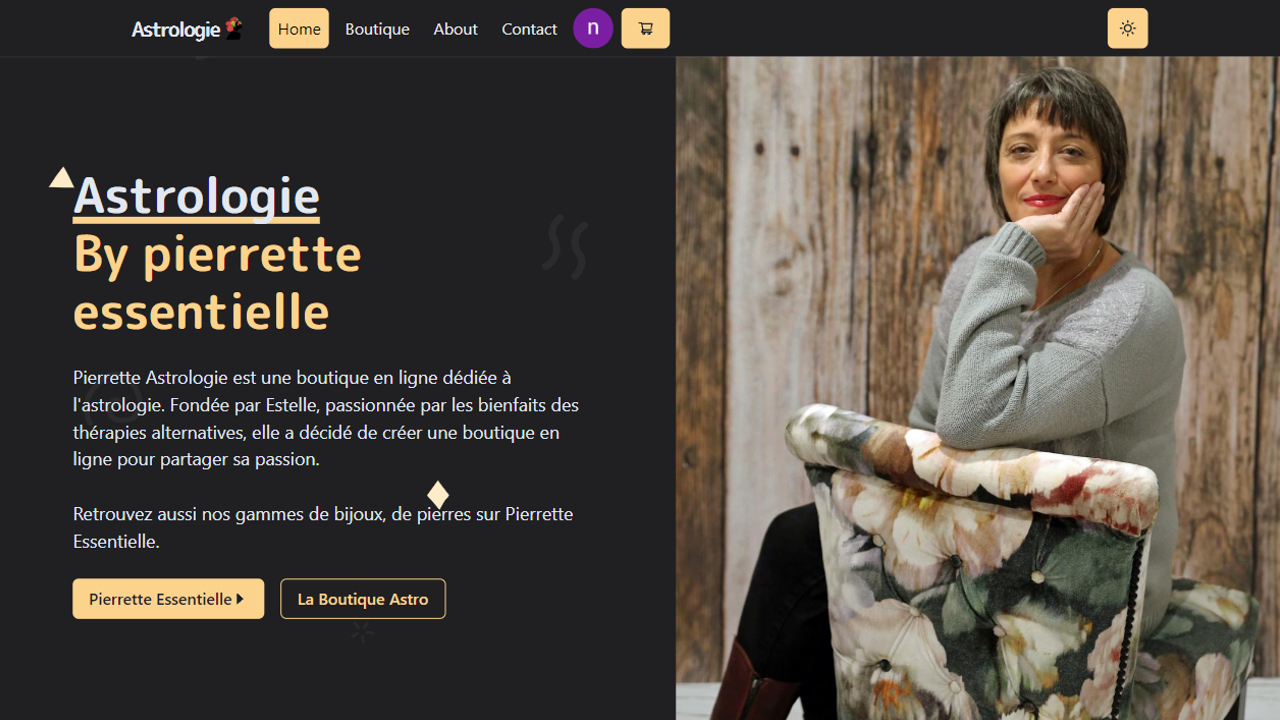 Astrologie
Home
Boutique
About
Contact
n
Astrologie
By pierrette
essentielle
Pierrette Astrologie est une boutique en ligne dédiée à
l'astrologie. Fondée par Estelle, passionnée par les bienfaits des
thérapies alternatives, elle a décidé de créer une boutique en
ligne pour partager sa passion.
Retrouvez aussi nos gammes de bijoux, de pierres sur Pierrette
Essentielle.
Pierrette Essentielle
La Boutique Astro